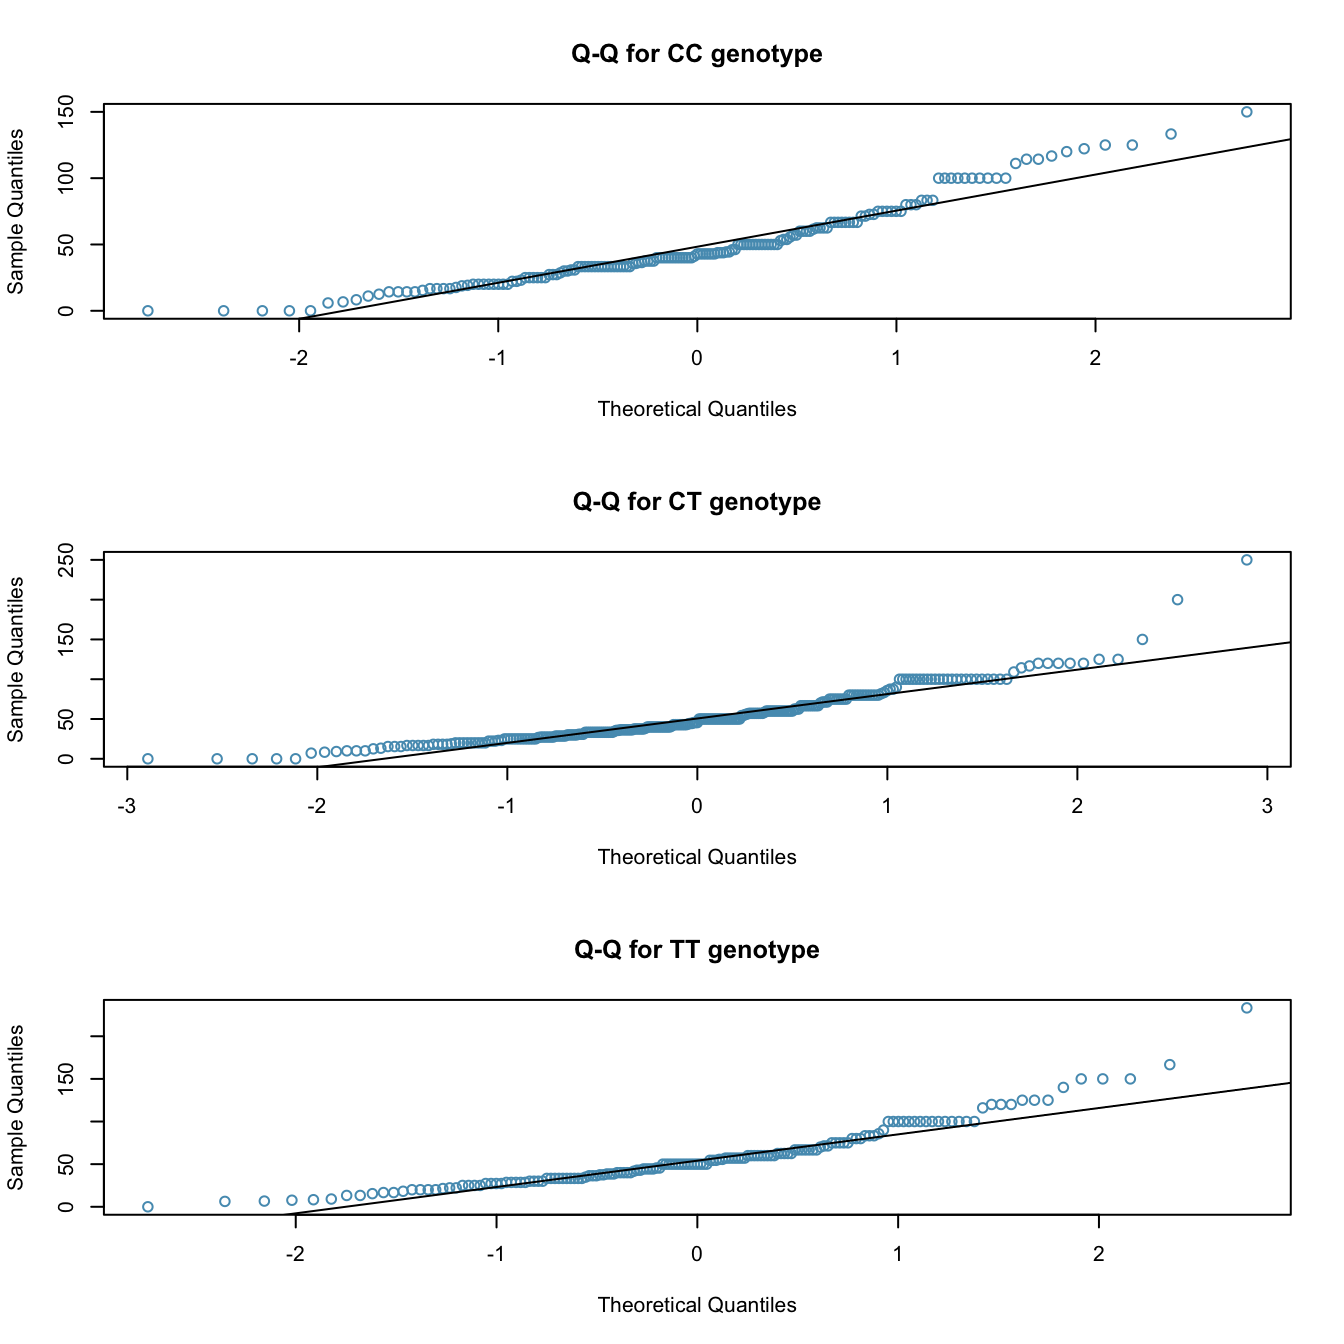 Q-Q for CC genotype
Sample Quantiles
150
100
50
0
-2 -1 0 1 2
Theoretical Quantiles
Q-Q for CT genotype
Sample Quantiles
250
150
50
0
-3 -2 -1 0 1 2 3
Theoretical Quantiles
Q-Q for TT genotype
Sample Quantiles
150
50
0
-2 -1 0 1 2
Theoretical Quantiles